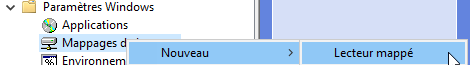 Paramètres Windows
Applications
Mappages d
Nouveau
Lecteur mappé
Environnem